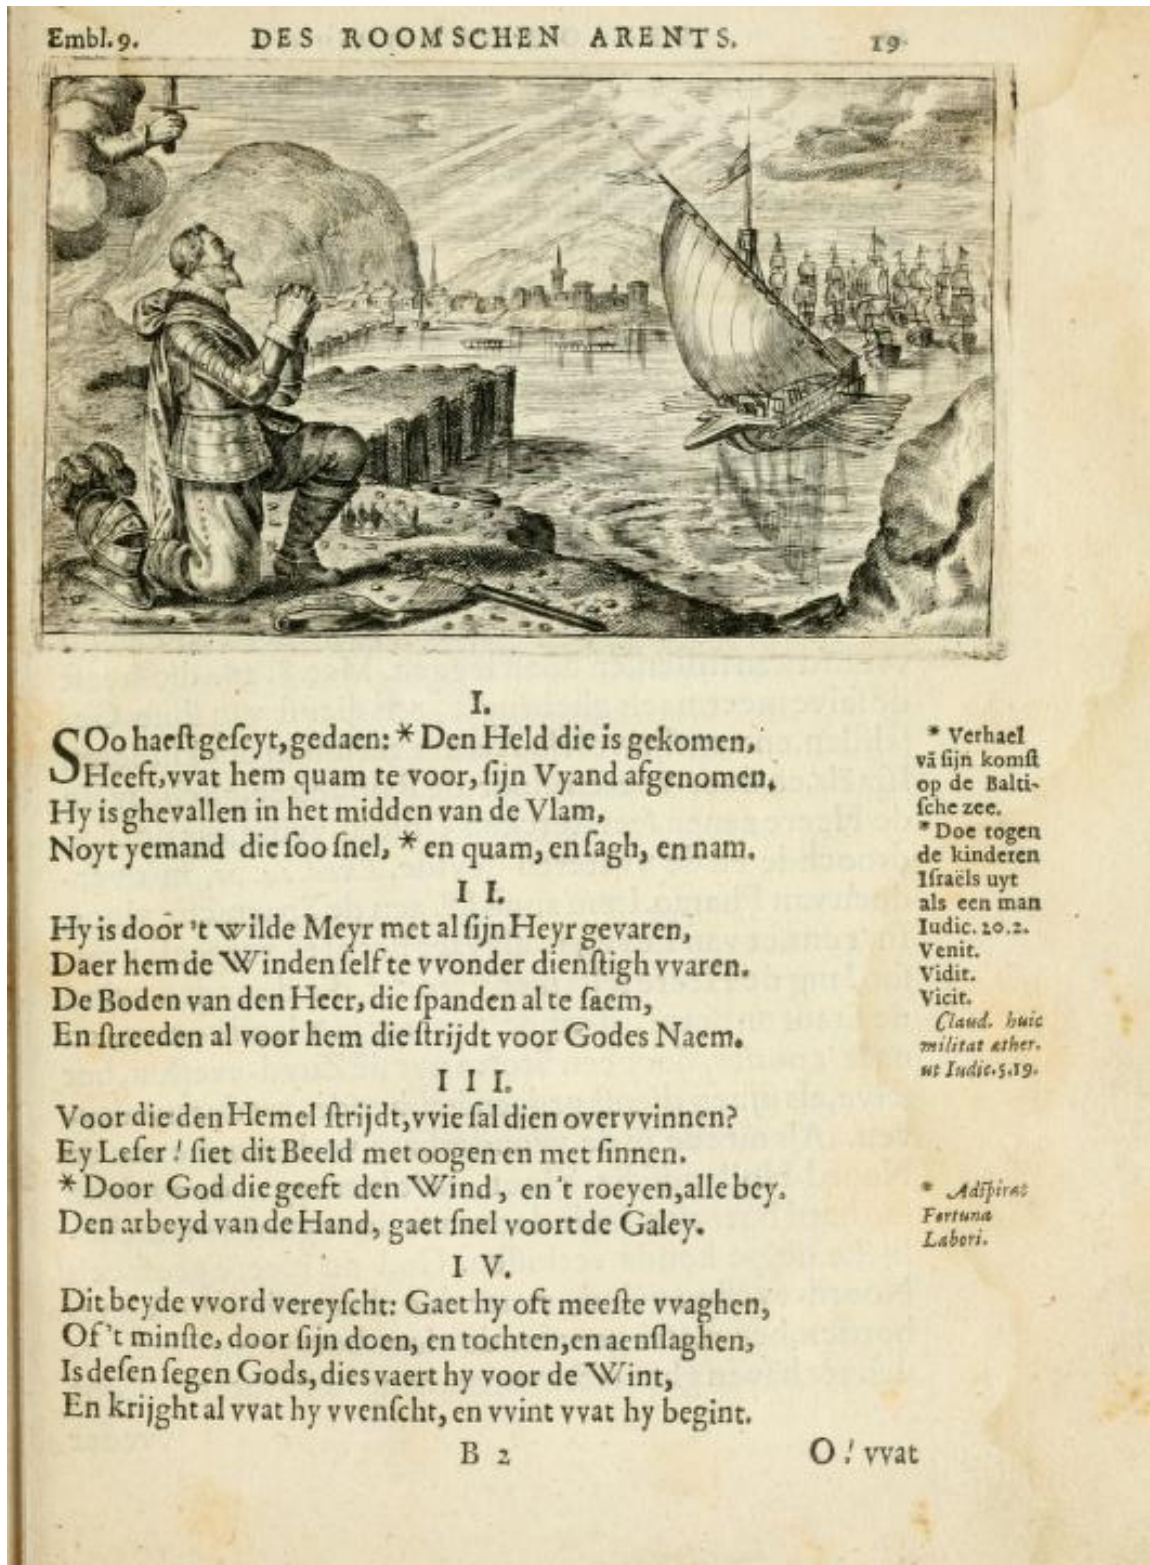 Embl. 9. DES ROOMSCHEN ARENTS. 19
I.
SOo haeſt geſeyt, gedaen: * Den Held die is gekomen,
Heeft, vvat hem quam te voor, ſijn Vyand afgenomen,
Hy is ghevallen in het midden van de Vlam,
Noyt yemand die ſoo ſnel, * en quam, en ſagh, en nam.
I I.
Hy is door 't wilde Meyr met al ſijn Heyr gevaren,
Daer hem de Winden ſelf te vvonder dienſtigh vvaren.
De Boden van den Heer, die ſpanden al te ſaem,
En ſtreeden al voor hem die ſtrijdt voor Godes Naem.
I I I.
Voor die den Hemel ſtrijdt, vvie ſal dien overvvinnen?
Ey Leſer! ſiet dit Beeld met oogen en met ſinnen.
* Door God die geeft den Wind, en 't roeyen, alle bey.
Den arbeyd van de Hand, gaet ſnel voort de Galey.
I V.
Dit beyde vvord vereyſcht: Gaet hy oft meeſte vvaghen,
Of 't minſte, door ſijn doen, en tochten, en aenſlaghen,
Is deſen ſegen Gods, dies vaert hy voor de Wint,
En krijght al vvat hy vvenſcht, en vvint vvat hy begint.
B 2 O! vvat
* Verhael
vã ſijn komſt
op de Balti-
ſche zee.
* Doe togen
de kinderen
Iſraëls uyt
als een man
Iudic. 20. 2.
Venit.
Vidit.
Vicit.
Claud. huic
militat æther.
ut Iudic. 5. 19.
* Adſpirat
Fortuna
Labori.